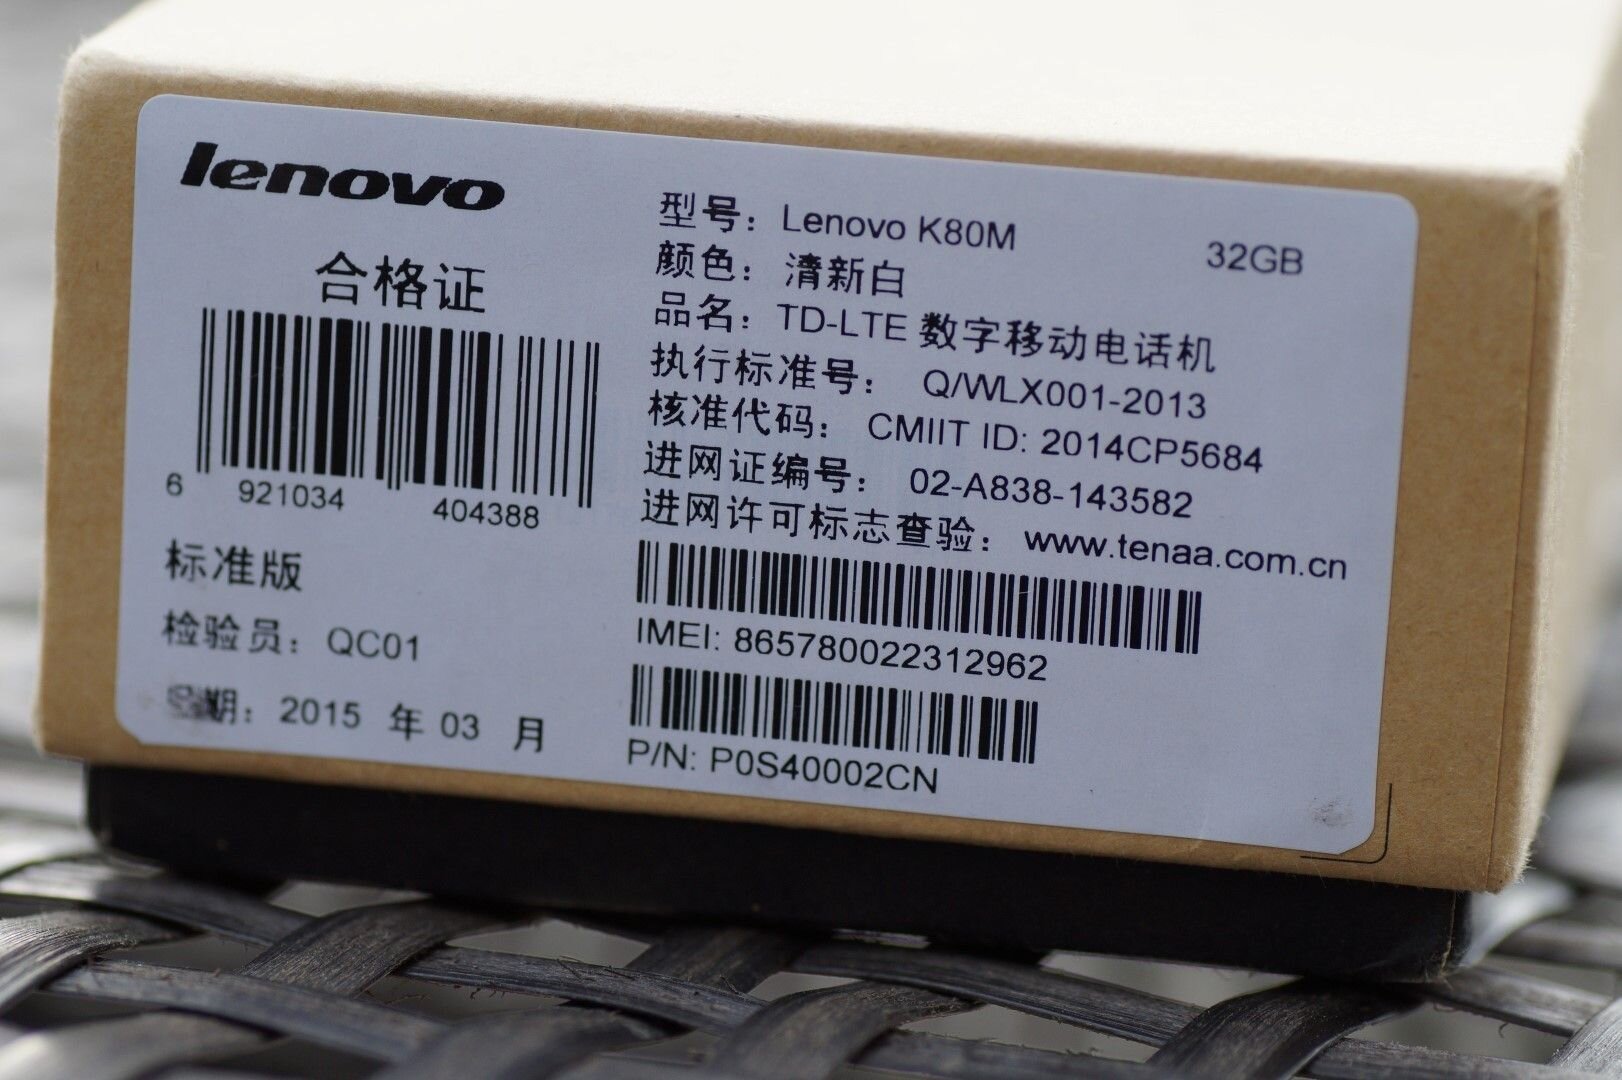 lenovo
合格证
6 921034 404388
标准版
检验员：QC01
日期：2015 年 03 月
型号：Lenovo K80M 32GB
颜色：清新白
品名：TD-LTE 数字移动电话机
执行标准号：Q/WLX001-2013
核准代码：CMIIT ID: 2014CP5684
进网证编号：02-A838-143582
进网许可标志查验：www.tenaa.com.cn
IMEI: 865780022312962
P/N: P0S40002CN